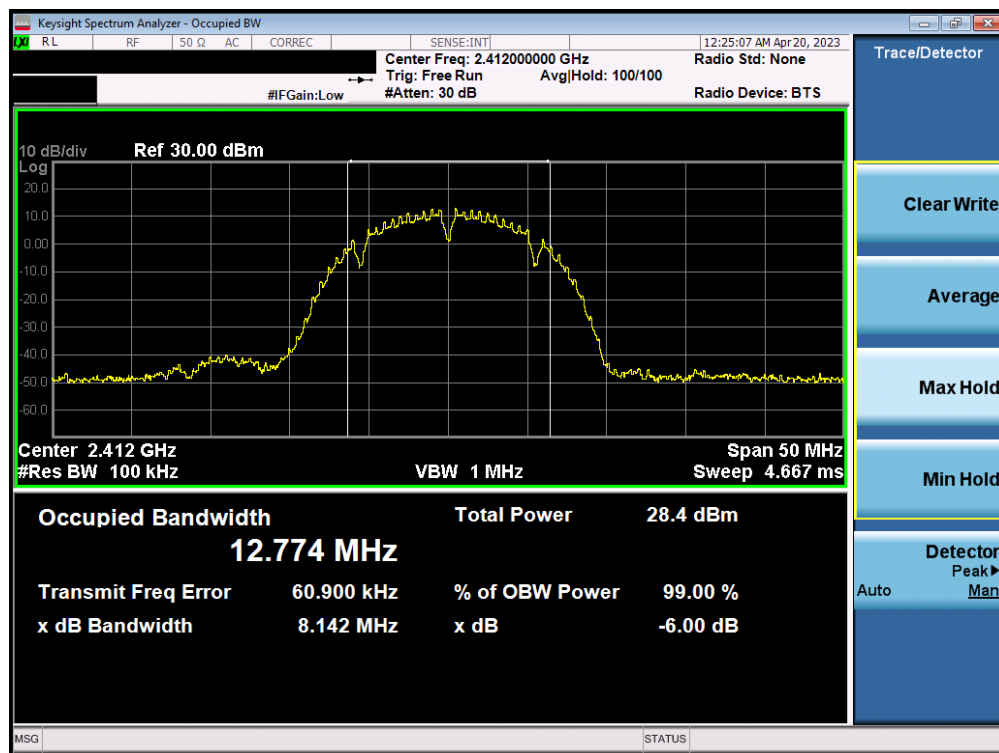 Keysight Spectrum Analyzer - Occupied BW
LXI RL RF 50 Ω AC CORREC SENSE:INT 12:25:07 AM Apr 20, 2023
Center Freq: 2.412000000 GHz Radio Std: None
Trig: Free Run Avg|Hold: 100/100
#IFGain:Low #Atten: 30 dB Radio Device: BTS
10 dB/div Ref 30.00 dBm
Log
20.0
10.0
0.00
-10.0
-20.0
-30.0
-40.0
-50.0
-60.0
Center 2.412 GHz Span 50 MHz
#Res BW 100 kHz VBW 1 MHz Sweep 4.667 ms
Occupied Bandwidth Total Power 28.4 dBm
12.774 MHz
Transmit Freq Error 60.900 kHz % of OBW Power 99.00 %
x dB Bandwidth 8.142 MHz x dB -6.00 dB
MSG STATUS
Trace/Detector
Clear Write
Average
Max Hold
Min Hold
Detector
Peak▶
Auto Man